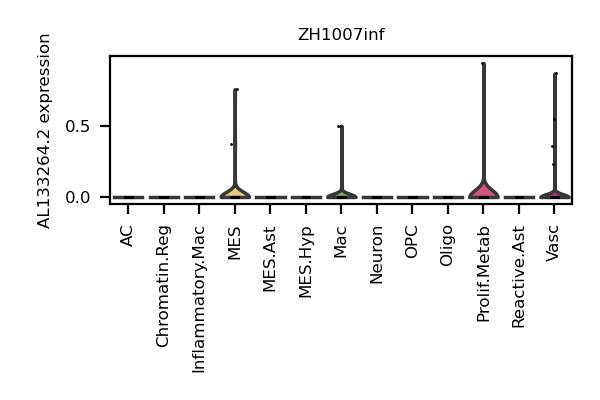 ZH1007inf
AL133264.2 expression
0.5
0.0
AC
Chromatin.Reg
Inflammatory.Mac
MES
MES.Ast
MES.Hyp
Mac
Neuron
OPC
Oligo
Prolif.Metab
Reactive.Ast
Vasc